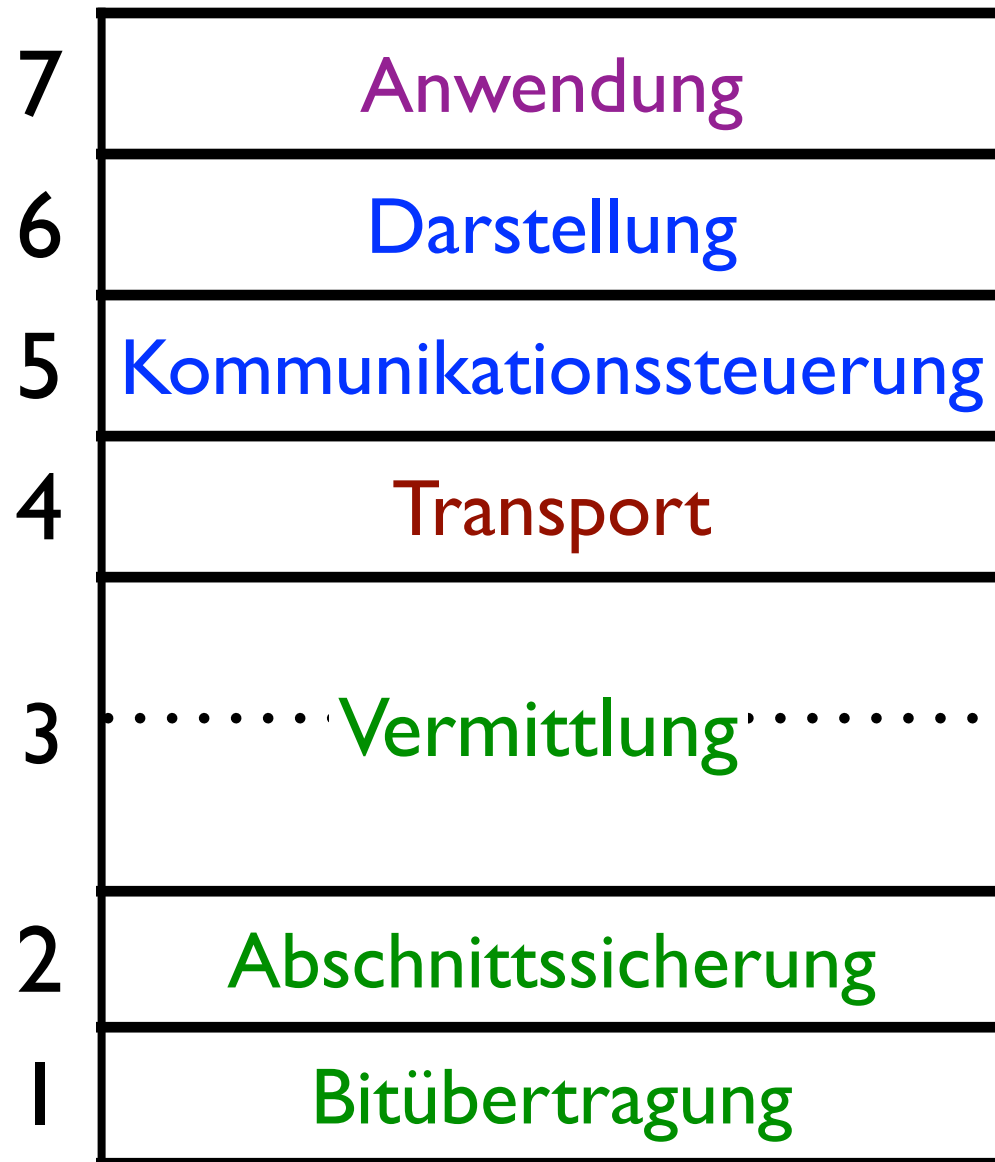 7 Anwendung
6 Darstellung
5 Kommunikationssteuerung
4 Transport
3 Vermittlung
2 Abschnittssicherung
1 Bitübertragung